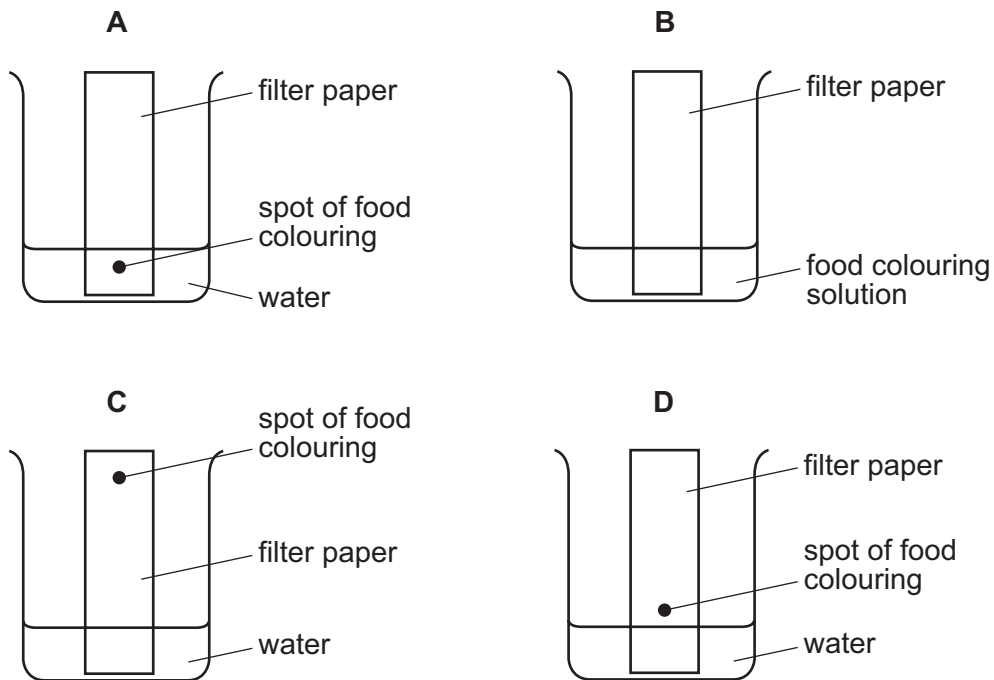 A
filter paper
spot of food
colouring
water
B
filter paper
food colouring
solution
C
spot of food
colouring
filter paper
water
D
filter paper
spot of food
colouring
water